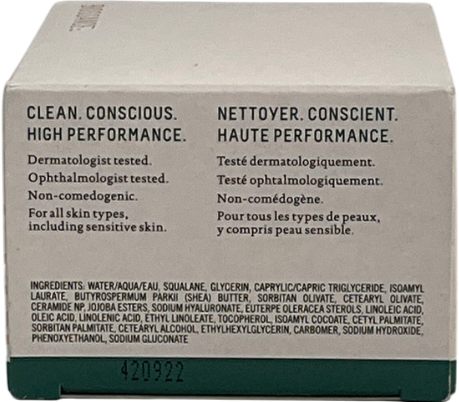 CLEAN. CONSCIOUS.
HIGH PERFORMANCE.
Dermatologist tested.
Ophthalmologist tested.
Non-comedogenic.
For all skin types,
including sensitive skin.
NETTOYER. CONSCIENT.
HAUTE PERFORMANCE.
Testé dermatologiquement.
Testé ophtalmologiquement.
Non-comédogène.
Pour tous les types de peaux,
y compris peau sensible.
INGREDIENTS: WATER/AQUA/EAU, SQUALANE, GLYCERIN, CAPRYLIC/CAPRIC TRIGLYCERIDE, ISOAMYL
LAURATE, BUTYROSPERMUM PARKII (SHEA) BUTTER, SORBITAN OLIVATE, CETEARYL OLIVATE,
CERAMIDE NP, JOJOBA ESTERS, SODIUM HYALURONATE, EUTERPE OLERACEA STEROLS, LINOLEIC ACID,
OLEIC ACID, LINOLENIC ACID, ETHYL LINOLEATE, TOCOPHEROL, ISOAMYL COCOATE, CETYL PALMITATE,
SORBITAN PALMITATE, CETEARYL ALCOHOL, ETHYLHEXYLGLYCERIN, CARBOMER, SODIUM HYDROXIDE,
PHENOXYETHANOL, SODIUM GLUCONATE
420922